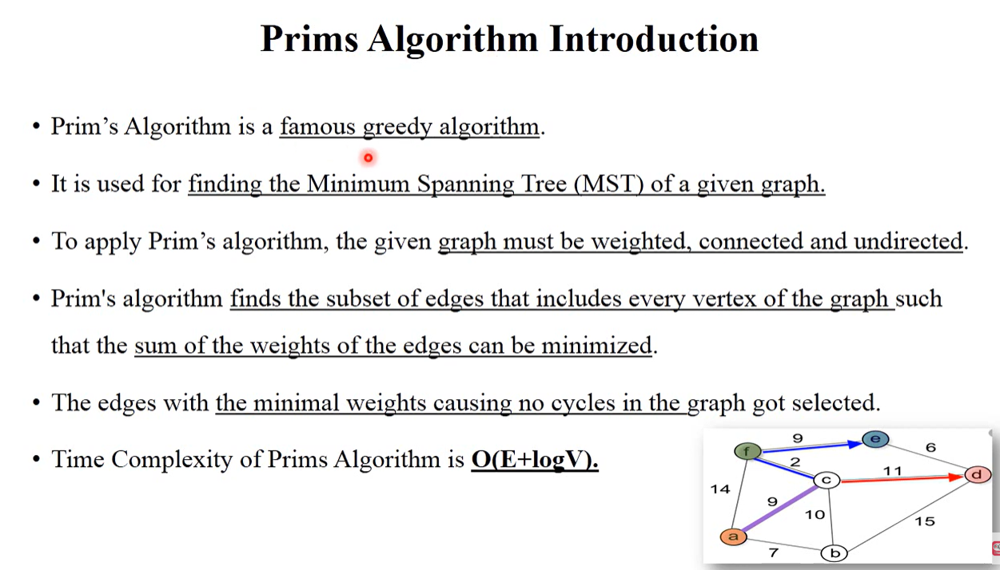 Prims Algorithm Introduction
• Prim’s Algorithm is a famous greedy algorithm.
• It is used for finding the Minimum Spanning Tree (MST) of a given graph.
• To apply Prim’s algorithm, the given graph must be weighted, connected and undirected.
• Prim's algorithm finds the subset of edges that includes every vertex of the graph such
that the sum of the weights of the edges can be minimized.
• The edges with the minimal weights causing no cycles in the graph got selected.
• Time Complexity of Prims Algorithm is O(E+logV).
9
e
f
6
2
11
d
c
14
9
10
15
a
7
b